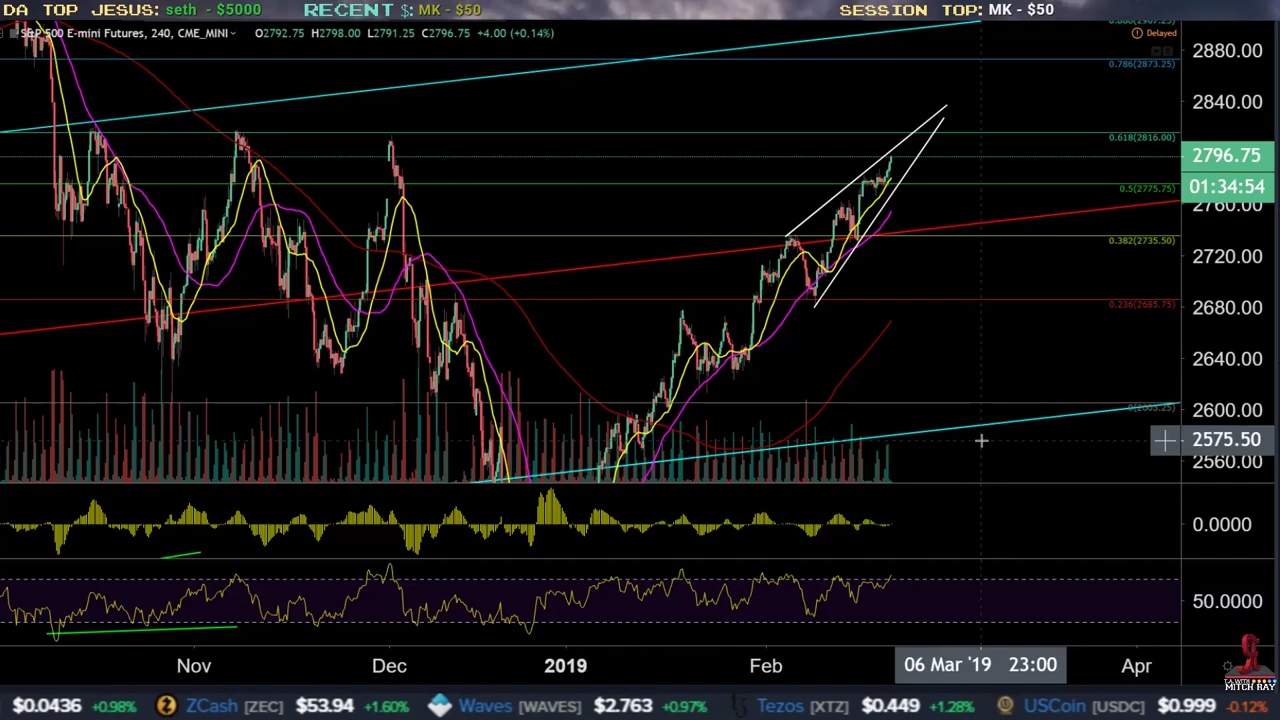 DA TOP JESUS: seth - $5000 RECENT $: MK - $50 SESSION TOP: MK - $50
S&P 500 E-mini Futures, 240, CME_MINI O2792.75 H2798.00 L2791.25 C2796.75 +4.00 (+0.14%)
Delayed
2880.00
0.786(2873.25)
2840.00
0.618(2816.00)
2796.75
01:34:54
0.5(2775.75)
2760.00
0.382(2735.50)
2720.00
0.236(2685.75)
2680.00
2640.00
2600.00
2575.50
2560.00
0.0000
50.0000
Nov Dec 2019 Feb 06 Mar '19 23:00 Apr
T.A. WITH
MITCH RAY
$0.0436 +0.98% ZCash [ZEC] $53.94 +1.60% Waves [WAVES] $2.763 +0.97% Tezos [XTZ] $0.449 +1.28% USCoin [USDC] $0.999 -0.12%